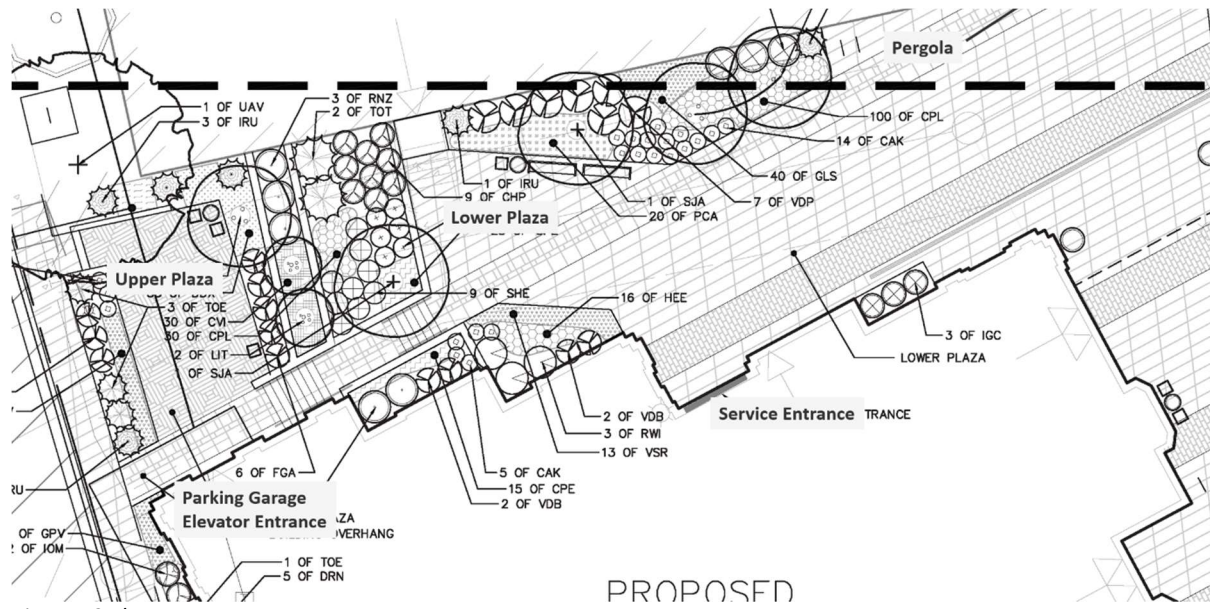 Pergola
1 OF UAV
3 OF IRU
3 OF RNZ
2 OF TOT
100 OF CPL
14 OF CAK
40 OF GLS
7 OF VDP
1 OF SJA
20 OF PCA
1 OF IRU
9 OF CHP
Lower Plaza
Upper Plaza
3 OF TOE
30 OF CVI
30 OF CPL
2 OF LIT
OF SJA
9 OF SHE
16 OF HEE
3 OF IGC
LOWER PLAZA
Service Entrance
TRANCE
2 OF VDB
3 OF RWI
13 OF VSR
5 OF CAK
15 OF CPE
2 OF VDB
6 OF FGA
Parking Garage
Elevator Entrance
AZA
OVERHANG
RU
OF GPV
OF IOM
1 OF TOE
5 OF DRN
PROPOSED